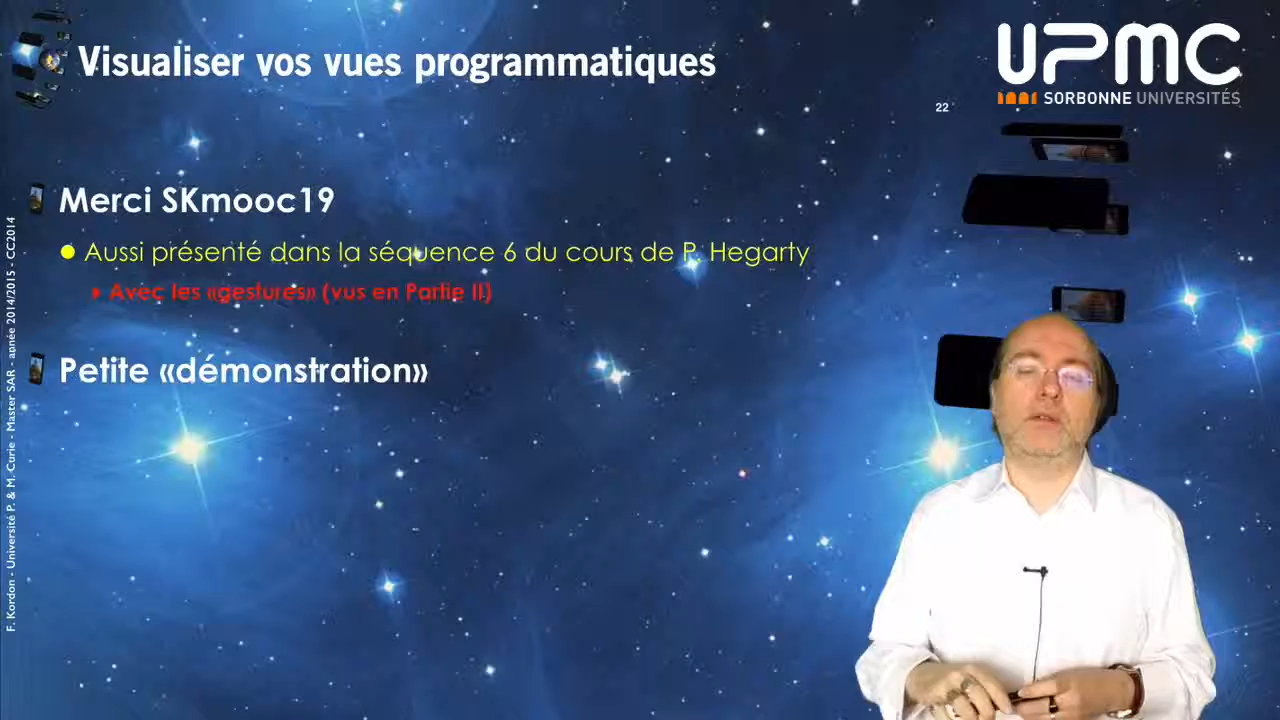 Visualiser vos vues programmatiques
UPMC
SORBONNE UNIVERSITÉS
22
Merci SKmooc19
Aussi présenté dans la séquence 6 du cours de P. Hegarty
Avec les «gestures» (vus en Partie II)
Petite «démonstration»
F. Kordon - Université P. & M. Curie - Master SAR - année 2014/2015 - CC2014